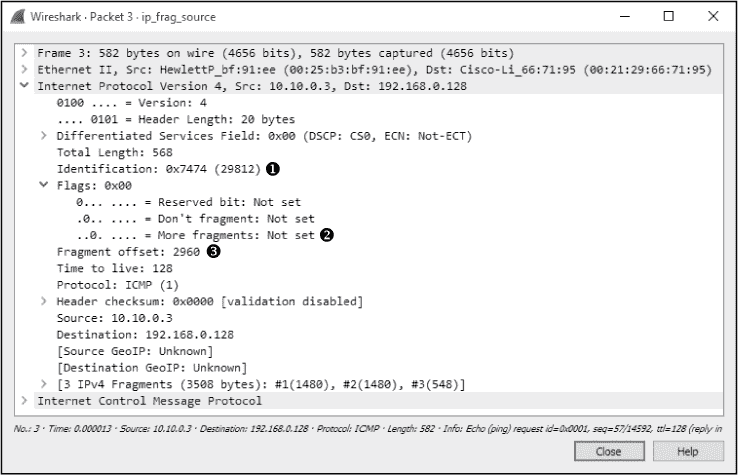 Wireshark · Packet 3 · ip_frag_source
Frame 3: 582 bytes on wire (4656 bits), 582 bytes captured (4656 bits)
Ethernet II, Src: HewlettP_bf:91:ee (00:25:b3:bf:91:ee), Dst: Cisco-Li_66:71:95 (00:21:29:66:71:95)
Internet Protocol Version 4, Src: 10.10.0.3, Dst: 192.168.0.128
0100 .... = Version: 4
.... 0101 = Header Length: 20 bytes
Differentiated Services Field: 0x00 (DSCP: CS0, ECN: Not-ECT)
Total Length: 568
Identification: 0x7474 (29812) ❶
Flags: 0x00
0... .... = Reserved bit: Not set
.0.. .... = Don't fragment: Not set
..0. .... = More fragments: Not set ❷
Fragment offset: 2960 ❸
Time to live: 128
Protocol: ICMP (1)
Header checksum: 0x0000 [validation disabled]
Source: 10.10.0.3
Destination: 192.168.0.128
[Source GeoIP: Unknown]
[Destination GeoIP: Unknown]
[3 IPv4 Fragments (3508 bytes): #1(1480), #2(1480), #3(548)]
Internet Control Message Protocol
No.: 3 · Time: 0.000013 · Source: 10.10.0.3 · Destination: 192.168.0.128 · Protocol: ICMP · Length: 582 · Info: Echo (ping) request id=0x0001, seq=57/14592, ttl=128 (reply in
Close Help